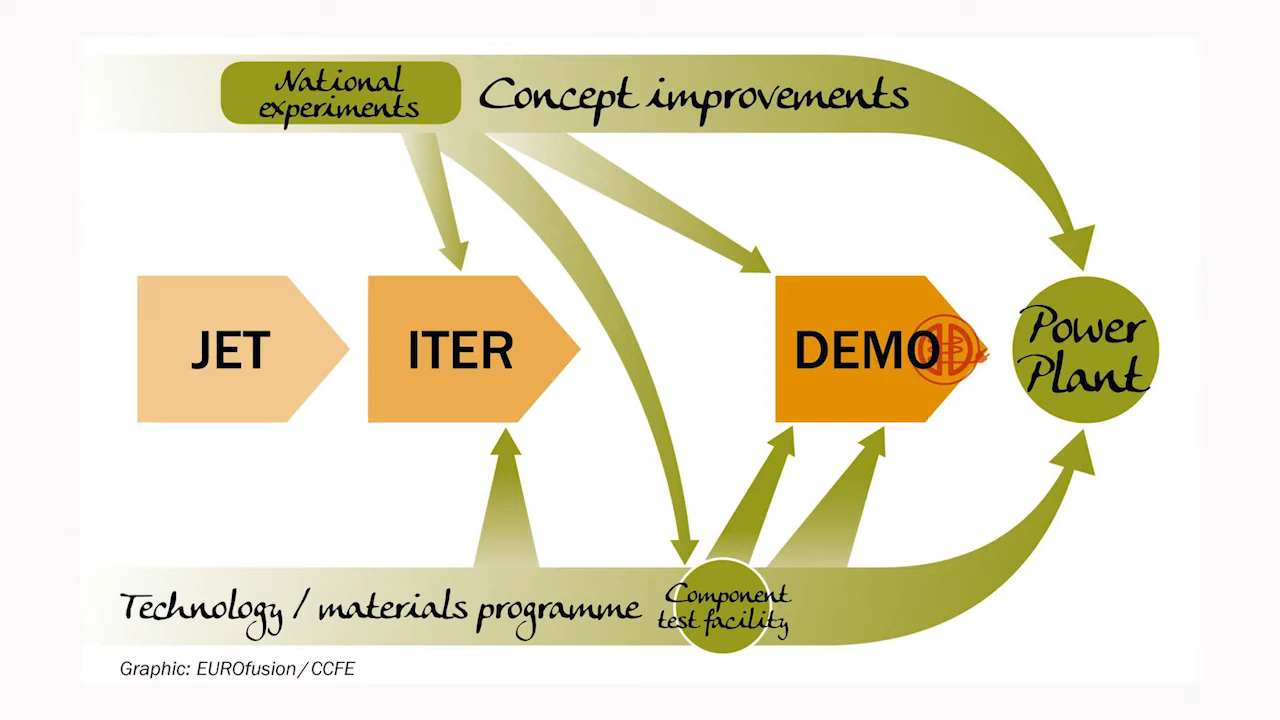 National
experiments
Concept improvements
JET
ITER
DEMO
Power
Plant
Technology / materials programme
Component
test facility
Graphic: EUROfusion / CCFE